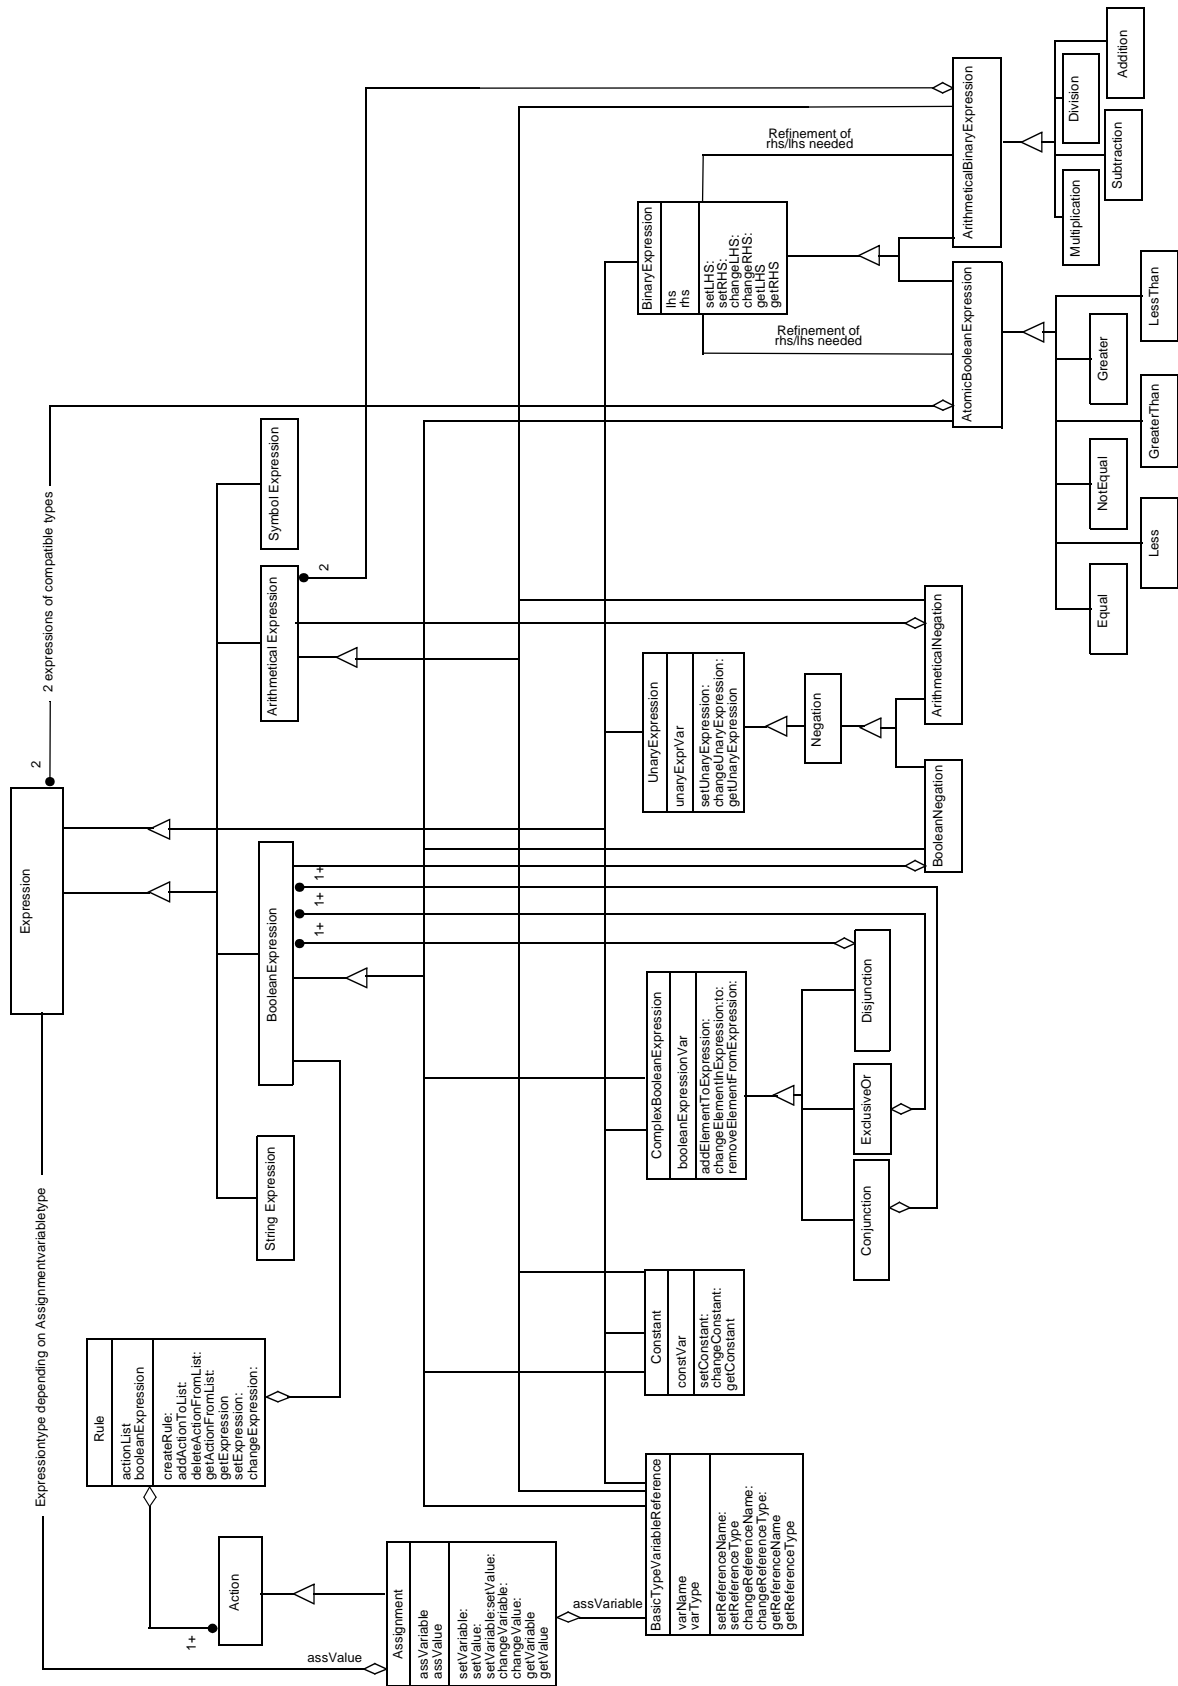 Expressiontype depending on Assignmentvariabletype
2 expressions of compatible types
2
Expression
Rule
actionList
booleanExpression
createRule:
addActionToList:
deleteActionFromList:
getActionFromList:
getExpression
setExpression:
changeExpression:
1+
Action
String Expression
BooleanExpression
Arithmetical Expression
Symbol Expression
1+
1+
1+
2
assValue
Assignment
assVariable
assValue
setVariable:
setValue:
setVariable:setValue:
changeVariable:
changeValue:
getVariable
getValue
assVariable
BasicTypeVariableReference
varName
varType
setReferenceName:
setReferenceType
changeReferenceName:
changeReferenceType:
getReferenceName
getReferenceType
Constant
constVar
setConstant:
changeConstant:
getConstant
ComplexBooleanExpression
booleanExpressionVar
addElementToExpression:
changeElementInExpression:to:
removeElementFromExpression:
UnaryExpression
unaryExprVar
setUnaryExpression:
changeUnaryExpression:
getUnaryExpression
BinaryExpression
lhs
rhs
setLHS:
setRHS:
changeLHS:
changeRHS:
getLHS
getRHS
Refinement of
rhs/lhs needed
Refinement of
rhs/lhs needed
Negation
Conjunction
ExclusiveOr
Disjunction
BooleanNegation
ArithmeticalNegation
AtomicBooleanExpression
ArithmeticalBinaryExpression
Equal
Less
NotEqual
GreaterThan
Greater
LessThan
Multiplication
Subtraction
Division
Addition